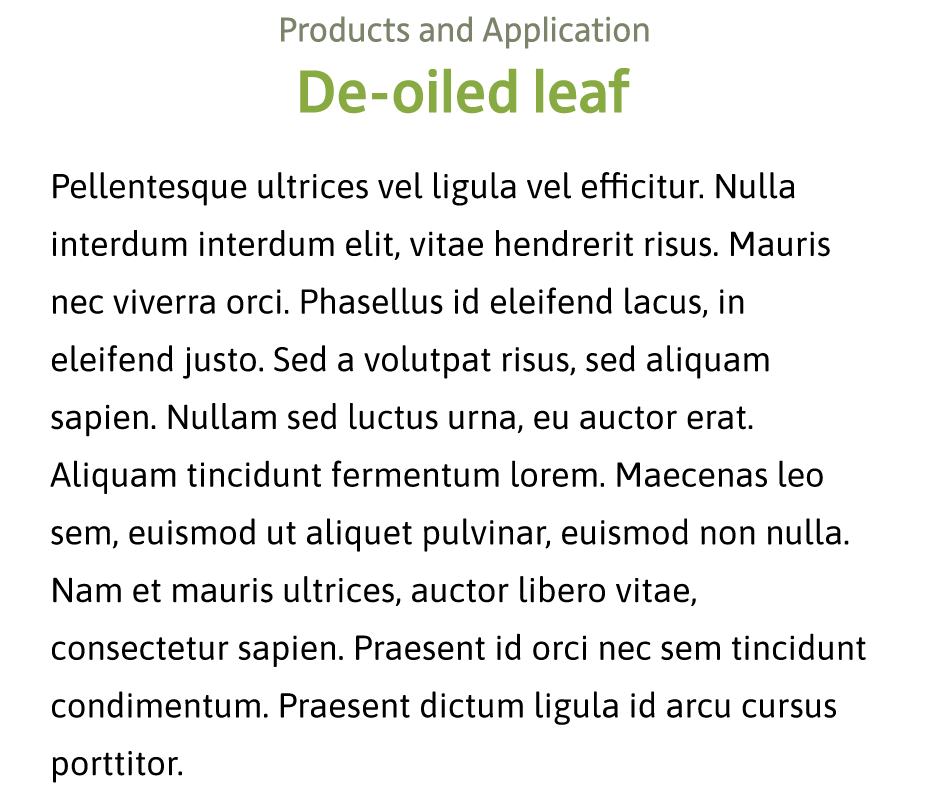 Products and Application
De-oiled leaf
Pellentesque ultrices vel ligula vel efficitur. Nulla
interdum interdum elit, vitae hendrerit risus. Mauris
nec viverra orci. Phasellus id eleifend lacus, in
eleifend justo. Sed a volutpat risus, sed aliquam
sapien. Nullam sed luctus urna, eu auctor erat.
Aliquam tincidunt fermentum lorem. Maecenas leo
sem, euismod ut aliquet pulvinar, euismod non nulla.
Nam et mauris ultrices, auctor libero vitae,
consectetur sapien. Praesent id orci nec sem tincidunt
condimentum. Praesent dictum ligula id arcu cursus
porttitor.